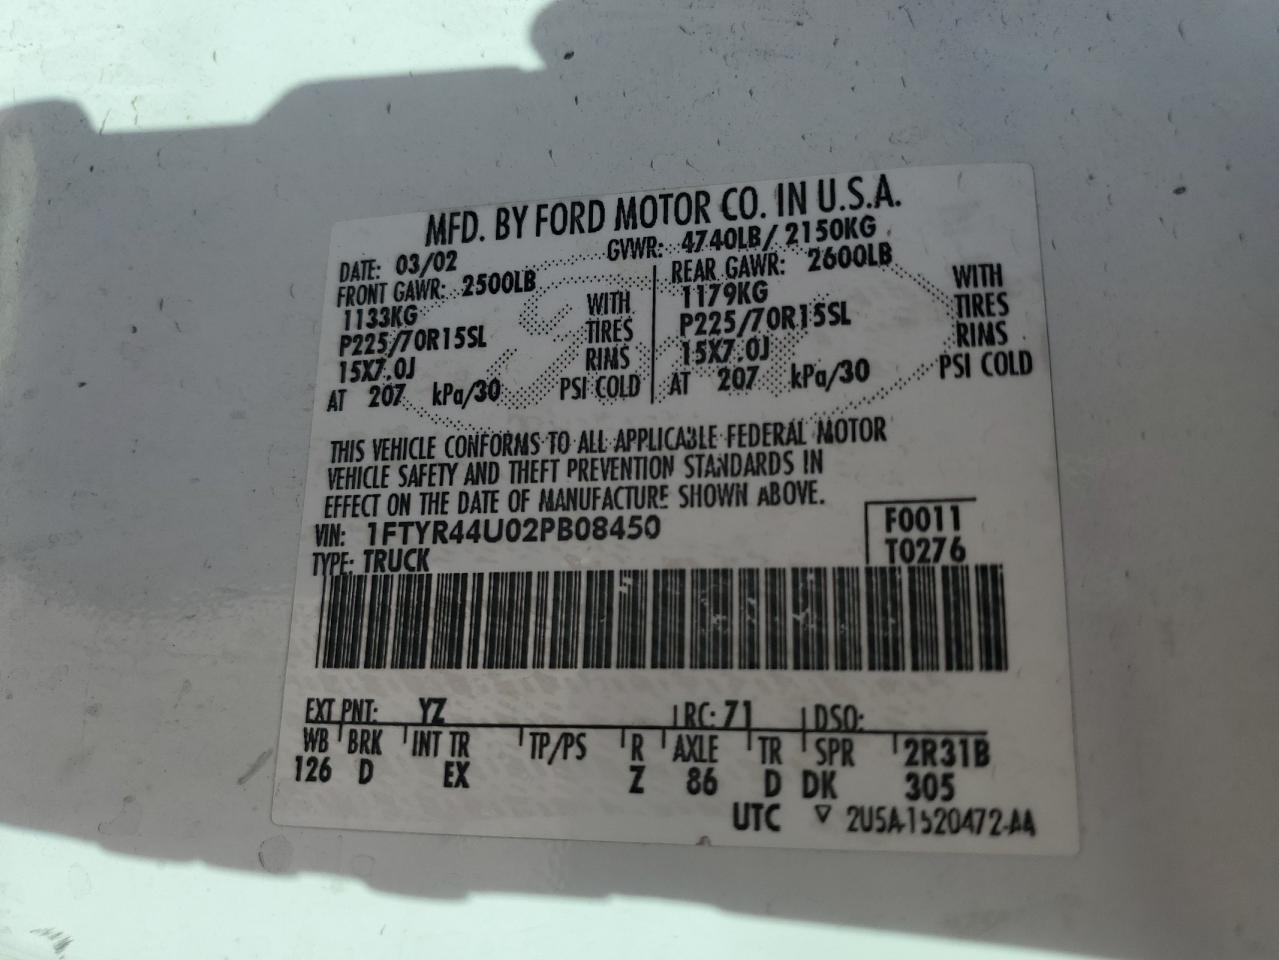 MFD. BY FORD MOTOR CO. IN U.S.A.
DATE: 03/02 GVWR: 4740LB/ 2150KG
FRONT GAWR: 2500LB REAR GAWR: 2600LB
1133KG WITH 1179KG WITH
P225/70R15SL TIRES P225/70R15SL TIRES
15X7.0J RIMS 15X7.0J RIMS
AT 207 kPa/30 PSI COLD AT 207 kPa/30 PSI COLD
THIS VEHICLE CONFORMS TO ALL APPLICABLE FEDERAL MOTOR
VEHICLE SAFETY AND THEFT PREVENTION STANDARDS IN
EFFECT ON THE DATE OF MANUFACTURE SHOWN ABOVE.
VIN: 1FTYR44U02PB08450 F0011
TYPE: TRUCK T0276
EXT PNT: YZ RC: 71 DSO:
WB BRK INT TR TP/PS R AXLE TR SPR 2R31B
126 D EX Z 86 D DK 305
UTC ▽ 2U5A-1520472-AA